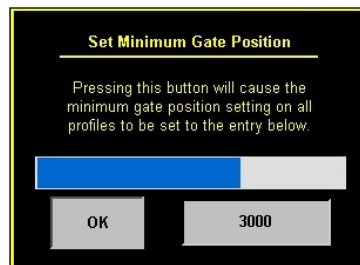 Set Minimum Gate Position
Pressing this button will cause the
minimum gate position setting on all
profiles to be set to the entry below.
OK
3000